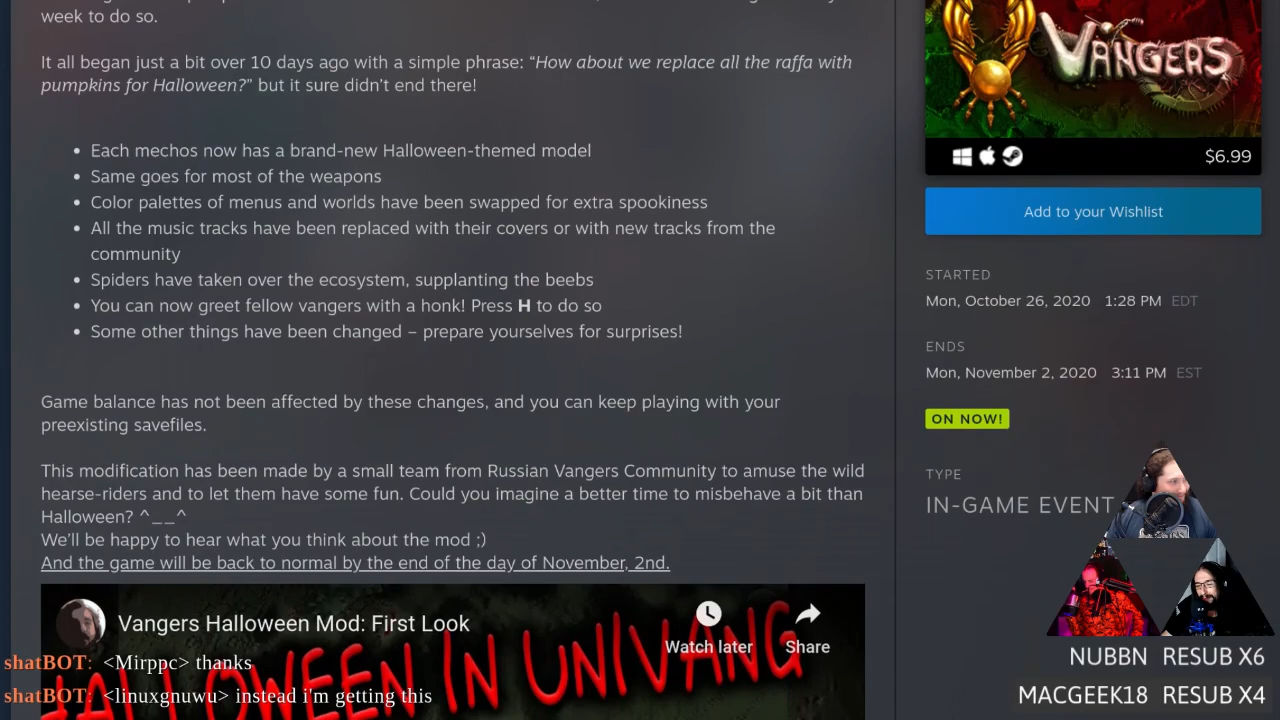 week to do so.
It all began just a bit over 10 days ago with a simple phrase: “How about we replace all the raffa with
pumpkins for Halloween?” but it sure didn’t end there!
• Each mechos now has a brand-new Halloween-themed model
• Same goes for most of the weapons
• Color palettes of menus and worlds have been swapped for extra spookiness
• All the music tracks have been replaced with their covers or with new tracks from the
community
• Spiders have taken over the ecosystem, supplanting the beebs
• You can now greet fellow vangers with a honk! Press H to do so
• Some other things have been changed – prepare yourselves for surprises!
Game balance has not been affected by these changes, and you can keep playing with your
preexisting savefiles.
This modification has been made by a small team from Russian Vangers Community to amuse the wild
hearse-riders and to let them have some fun. Could you imagine a better time to misbehave a bit than
Halloween? ^__^
We’ll be happy to hear what you think about the mod ;)
And the game will be back to normal by the end of the day of November, 2nd.
Vangers Halloween Mod: First Look
Watch later
Share
HALLOWEEN IN UNIVANG
shatBOT: <Mirppc> thanks
shatBOT: <linuxgnuwu> instead i'm getting this
VANGERS
$6.99
Add to your Wishlist
STARTED
Mon, October 26, 2020 1:28 PM EDT
ENDS
Mon, November 2, 2020 3:11 PM EST
ON NOW!
TYPE
IN-GAME EVENT
NUBBN RESUB X6
MACGEEK18 RESUB X4